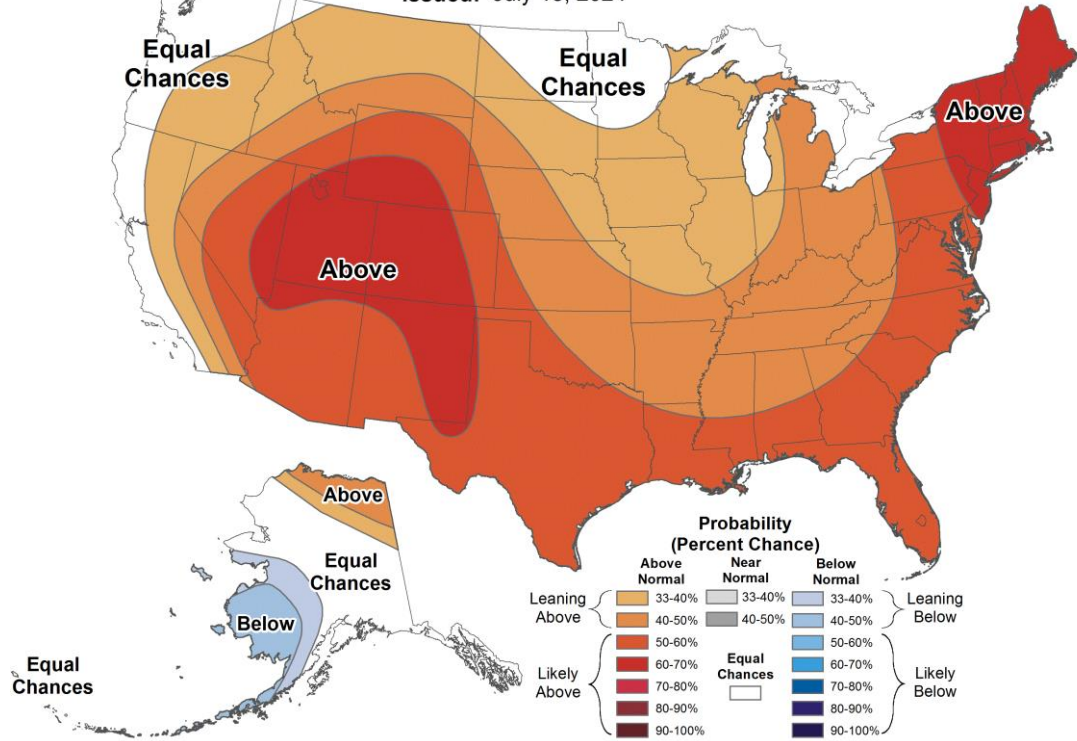 Equal
Chances
Equal
Chances
Above
Above
Above
Equal
Chances
Below
Equal
Chances
Probability
(Percent Chance)
Above
Normal
Near
Normal
Below
Normal
Leaning
Above
33-40%
33-40%
33-40%
Leaning
Below
40-50%
40-50%
40-50%
Likely
Above
50-60%
50-60%
Likely
Below
60-70%
Equal
Chances
60-70%
70-80%
70-80%
80-90%
80-90%
90-100%
90-100%